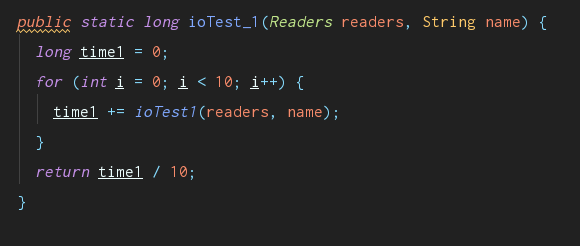 public static long ioTest_1(Readers readers, String name) {
long time1 = 0;
for (int i = 0; i < 10; i++) {
time1 += ioTest1(readers, name);
}
return time1 / 10;
}